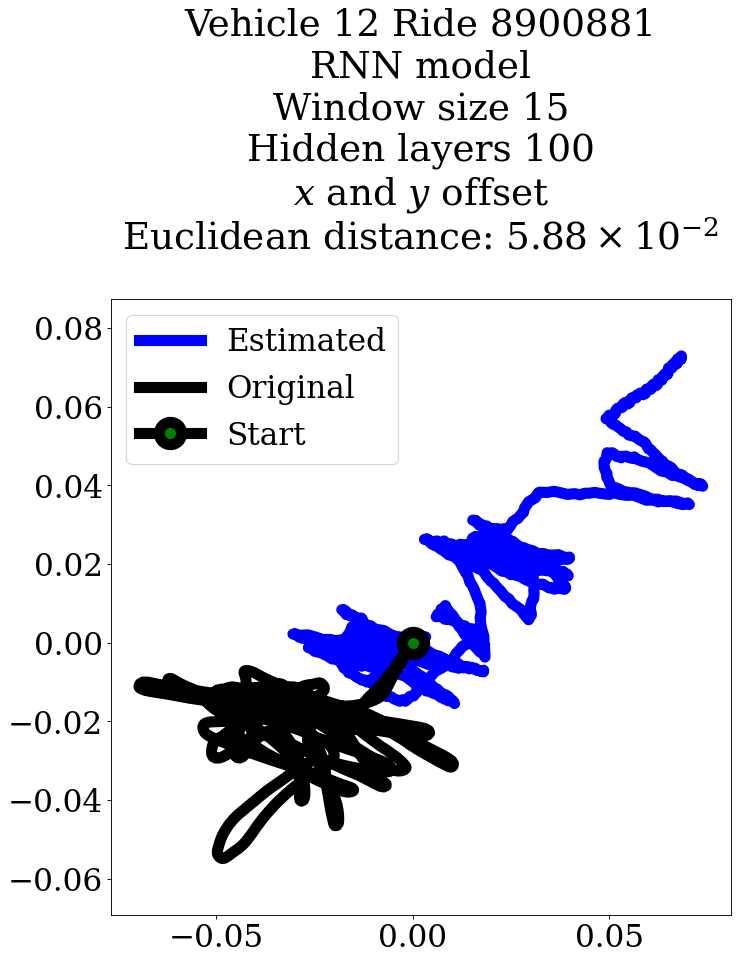 Vehicle 12 Ride 8900881
RNN model
Window size 15
Hidden layers 100
x and y offset
Euclidean distance: 5.88 × 10⁻²
Estimated
Original
Start
0.08
0.06
0.04
0.02
0.00
−0.02
−0.04
−0.06
−0.05 0.00 0.05